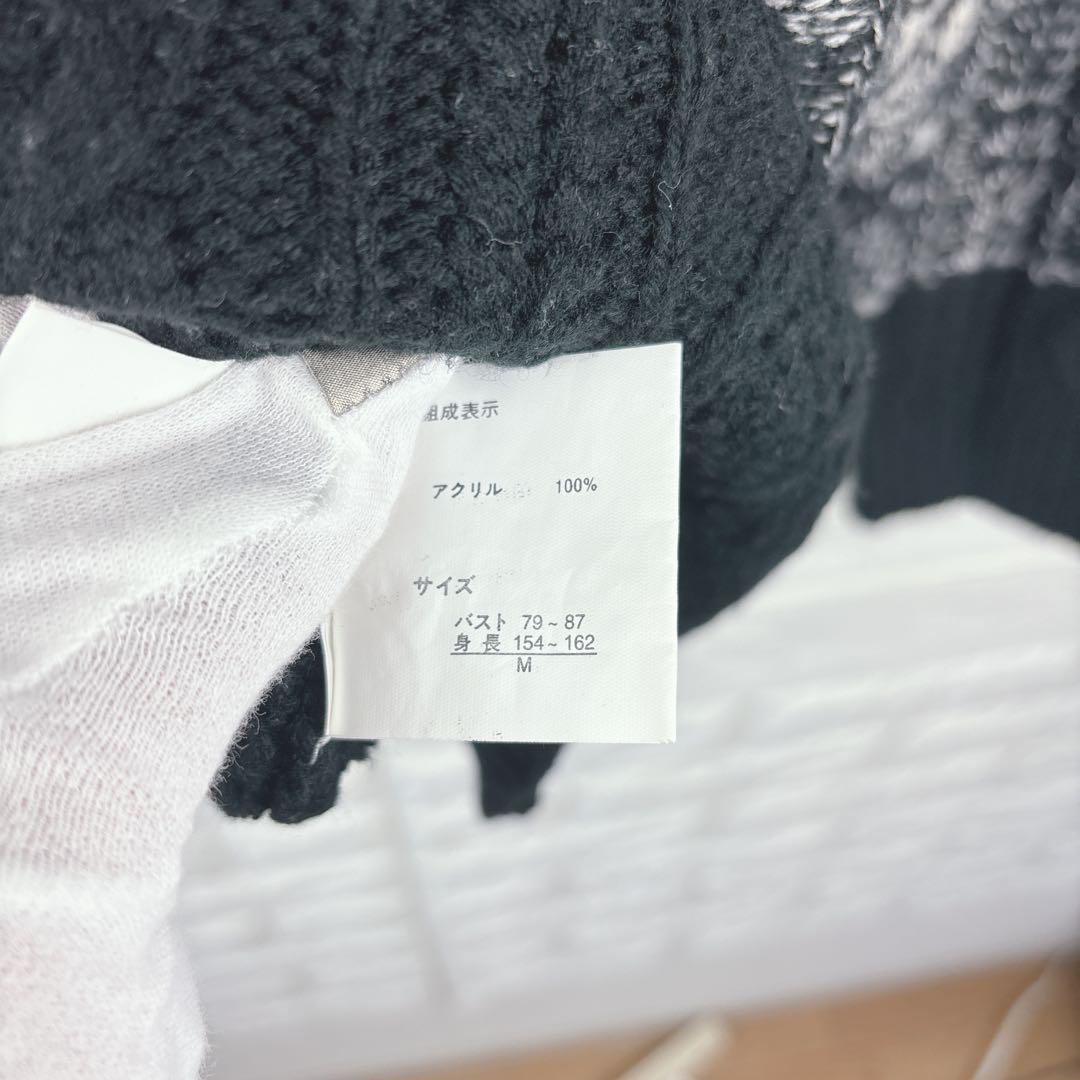 組成表示
アクリル 100%
サイズ
バスト 79~87
身長 154~162
M